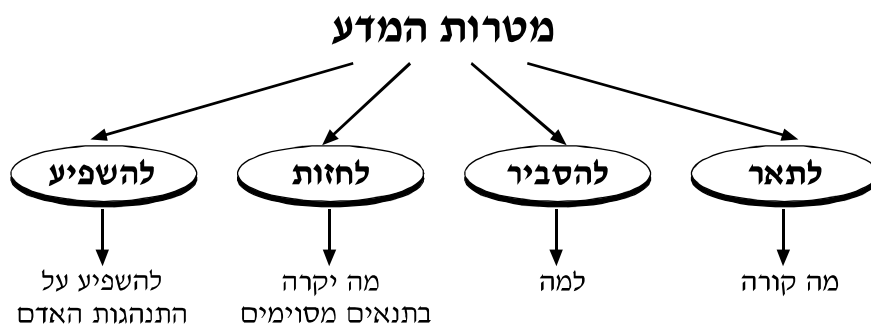 מטרות המדע
לתאר
להסביר
לחזות
להשפיע
מה קורה
למה
מה יקרה
בתנאים מסוימים
להשפיע על
התנהגות האדם